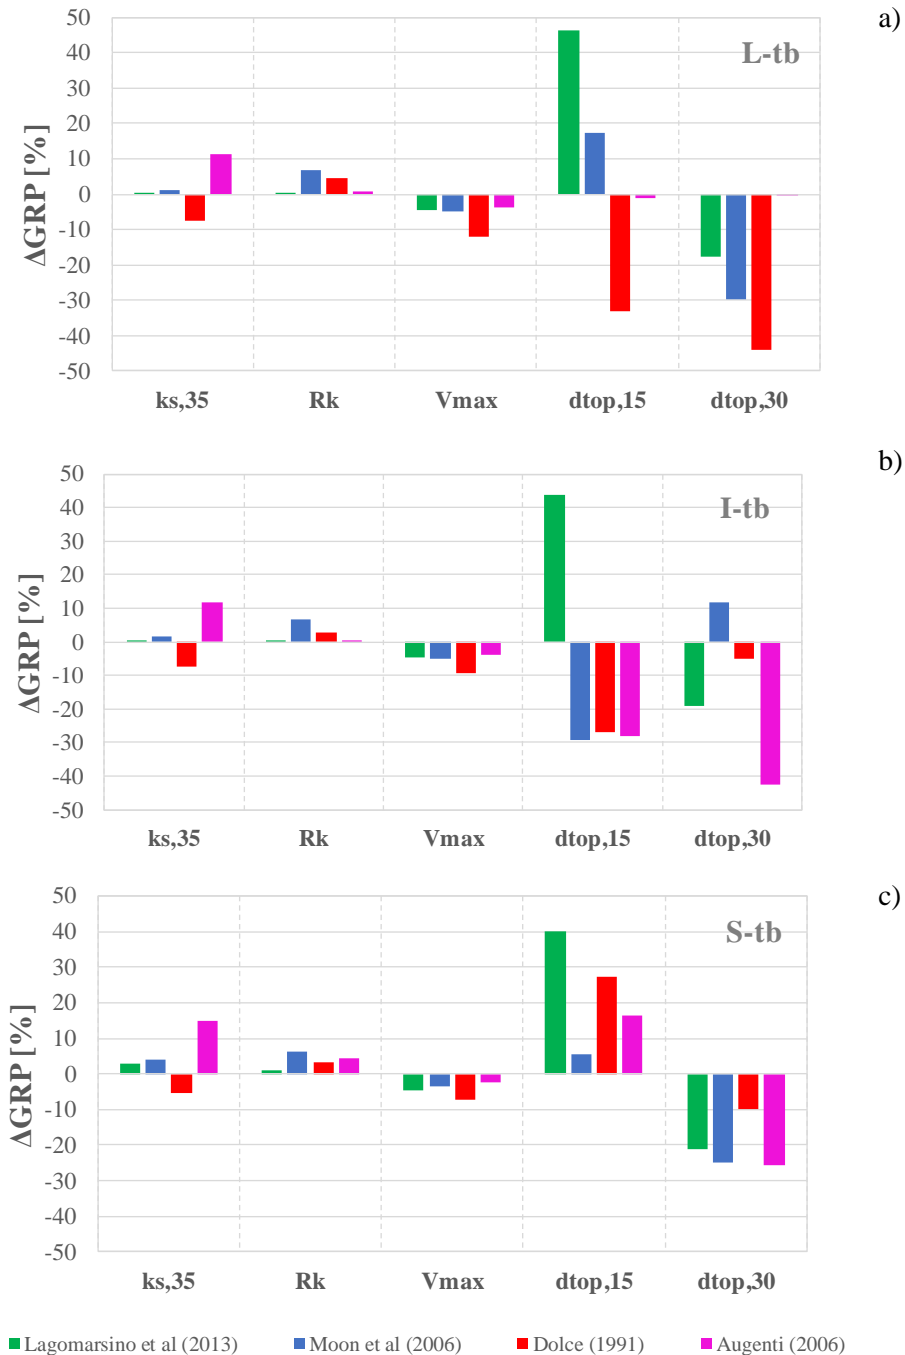 a)
L-tb
ΔGRP [%]
50
40
30
20
10
0
-10
-20
-30
-40
-50
ks,35 Rk Vmax dtop,15 dtop,30
b)
I-tb
ΔGRP [%]
50
40
30
20
10
0
-10
-20
-30
-40
-50
ks,35 Rk Vmax dtop,15 dtop,30
c)
S-tb
ΔGRP [%]
50
40
30
20
10
0
-10
-20
-30
-40
-50
ks,35 Rk Vmax dtop,15 dtop,30
Lagomarsino et al (2013) Moon et al (2006) Dolce (1991) Augenti (2006)